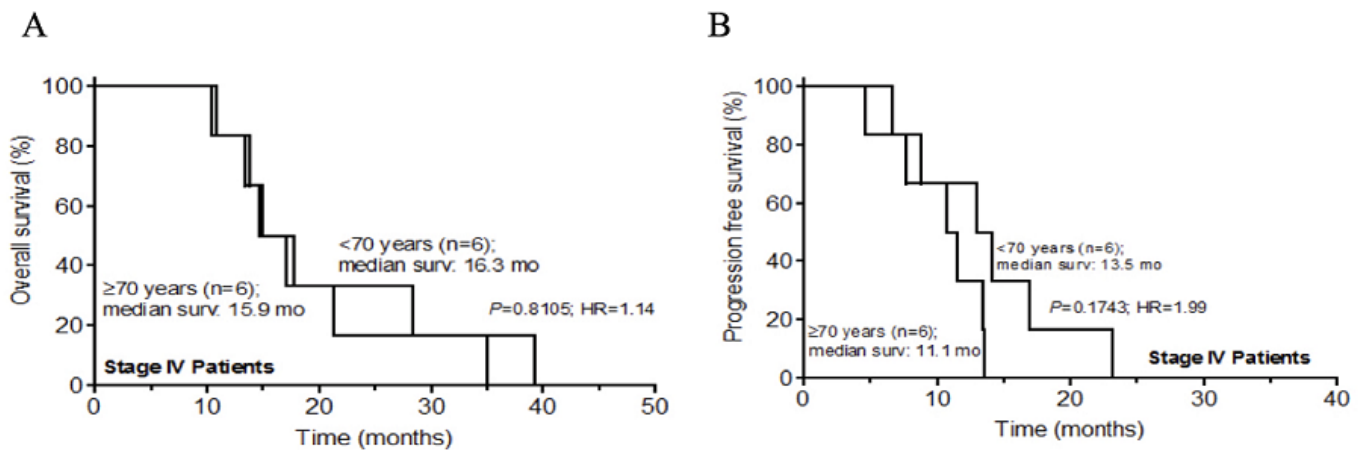 A
100
80
60
40
20
0
Overall survival (%)
<70 years (n=6);
median surv: 16.3 mo
≥70 years (n=6);
median surv: 15.9 mo
P=0.8105; HR=1.14
Stage IV Patients
0 10 20 30 40 50
Time (months)
B
100
80
60
40
20
0
Progression free survival (%)
<70 years (n=6);
median surv: 13.5 mo
P=0.1743; HR=1.99
≥70 years (n=6);
median surv: 11.1 mo
Stage IV Patients
0 10 20 30 40
Time (months)